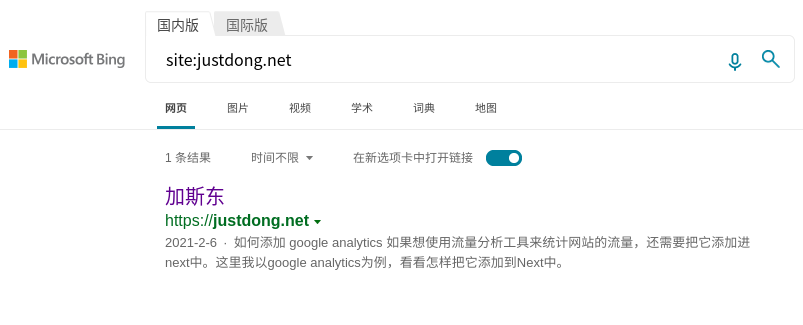 国内版 国际版
Microsoft Bing
site:justdong.net
网页 图片 视频 学术 词典 地图
1 条结果 时间不限 在新选项卡中打开链接
加斯东
https://justdong.net
2021-2-6 · 如何添加 google analytics 如果想使用流量分析工具来统计网站的流量，还需要把它添加进
next中。这里我以google analytics为例，看看怎样把它添加到Next中。